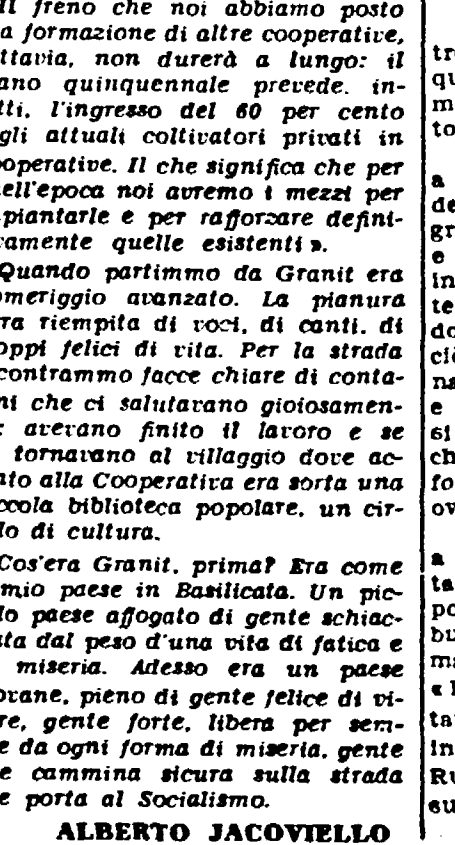 Il freno che noi abbiamo posto
a formazione di altre cooperative,
ttavia, non durerà a lungo: il
ano quinquennale prevede, in-
tti, l'ingresso del 60 per cento
gli attuali coltivatori privati in
ooperative. Il che significa che per
ell'epoca noi avremo i mezzi per
piantarle e per rafforzare defini-
vamente quelle esistenti ».
Quando partimmo da Granit era
omeriggio avanzato. La pianura
ra riempita di voci, di canti, di
oppi felici di vita. Per la strada
contrammo facce chiare di conta-
ni che ci salutavano gioiosamen-
: avevano finito il lavoro e se
tornavano al villaggio dove ac-
nto alla Cooperativa era sorta una
ccola biblioteca popolare, un cir-
lo di cultura.
Cos'era Granit, prima? Era come
mio paese in Basilicata. Un pic-
lo paese affogato di gente schiac-
ata dal peso d'una vita di fatica e
miseria. Adesso era un paese
ovane, pieno di gente felice di vi-
re, gente forte, libera per sem-
e da ogni forma di miseria, gente
e cammina sicura sulla strada
e porta al Socialismo.
ALBERTO JACOVIELLO
tr
qu
m
to
a
de
gr
e
in
te
do
ciò
na
e
si
ch
fo
ov
a
ta
po
bu
ma
« I
ta
in
Ru
su